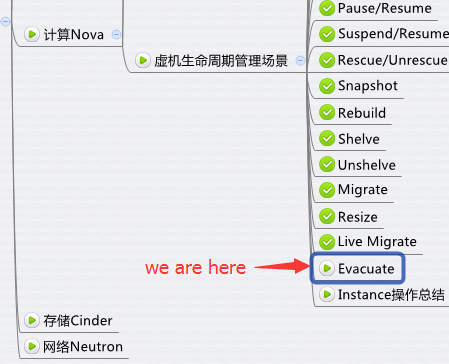 Pause/Resume
计算Nova
Suspend/Resume
虚机生命周期管理场景
Rescue/Unrescue
Snapshot
Rebuild
Shelve
Unshelve
Migrate
Resize
Live Migrate
we are here
Evacuate
Instance操作总结
存储Cinder
网络Neutron